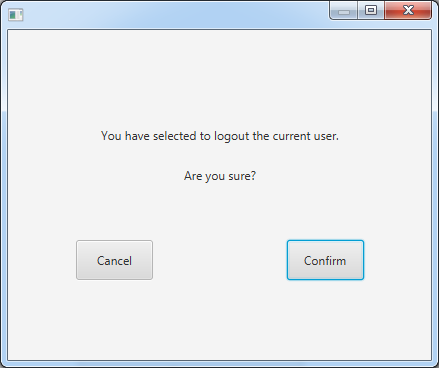 You have selected to logout the current user.
Are you sure?
Cancel
Confirm